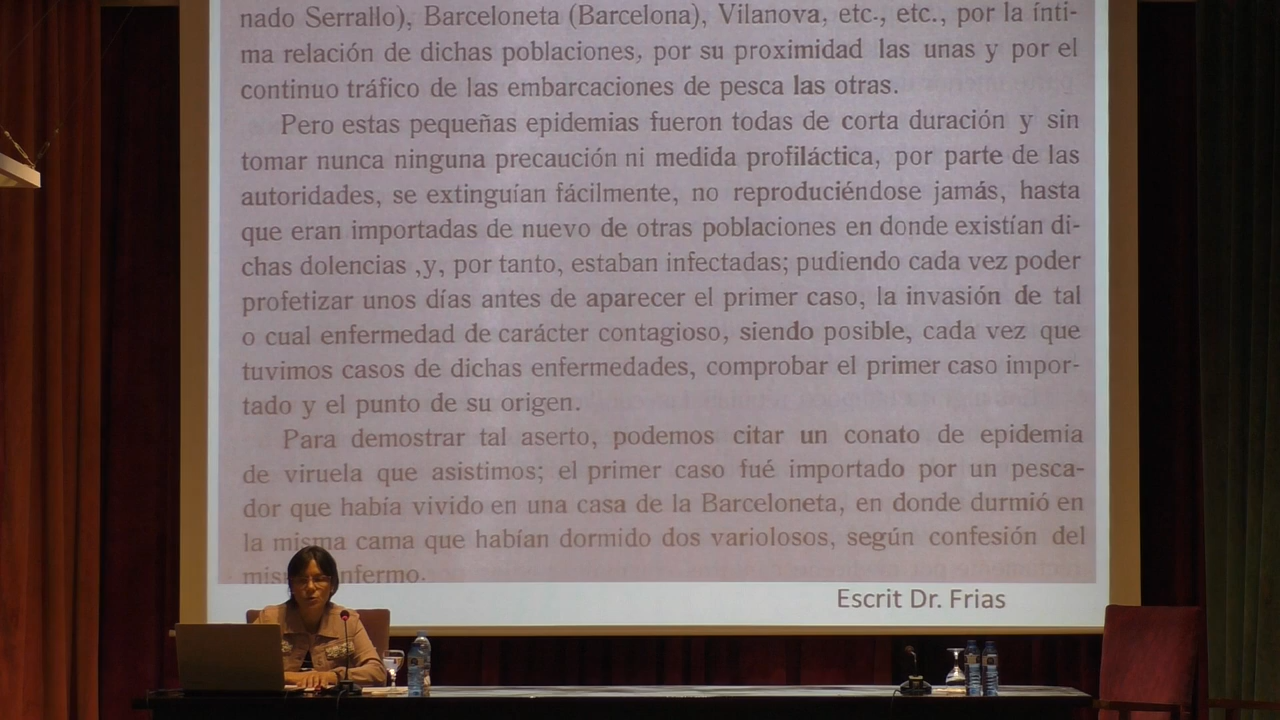 nado Serrallo), Barceloneta (Barcelona), Vilanova, etc., etc., por la ínti-
ma relación de dichas poblaciones, por su proximidad las unas y por el
continuo tráfico de las embarcaciones de pesca las otras.
Pero estas pequeñas epidemias fueron todas de corta duración y sin
tomar nunca ninguna precaución ni medida profiláctica, por parte de las
autoridades, se extinguían fácilmente, no reproduciéndose jamás, hasta
que eran importadas de nuevo de otras poblaciones en donde existían di-
chas dolencias ,y, por tanto, estaban infectadas; pudiendo cada vez poder
profetizar unos días antes de aparecer el primer caso, la invasión de tal
o cual enfermedad de carácter contagioso, siendo posible, cada vez que
tuvimos casos de dichas enfermedades, comprobar el primer caso impor-
tado y el punto de su origen.
Para demostrar tal aserto, podemos citar un conato de epidemia
de viruela que asistimos; el primer caso fué importado por un pesca-
dor que había vivido en una casa de la Barceloneta, en donde durmió en
la misma cama que habían dormido dos variolosos, según confesión del
Escrit Dr. Frias